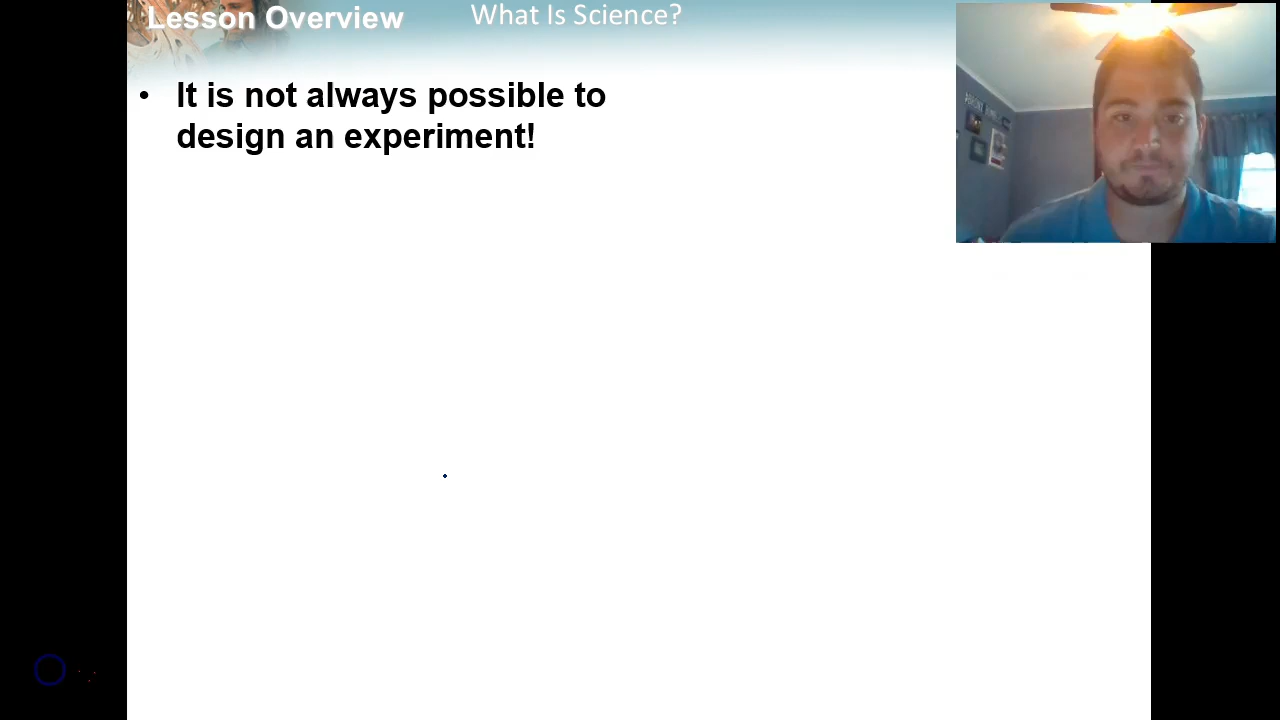 Lesson Overview
What Is Science?
• It is not always possible to
design an experiment!